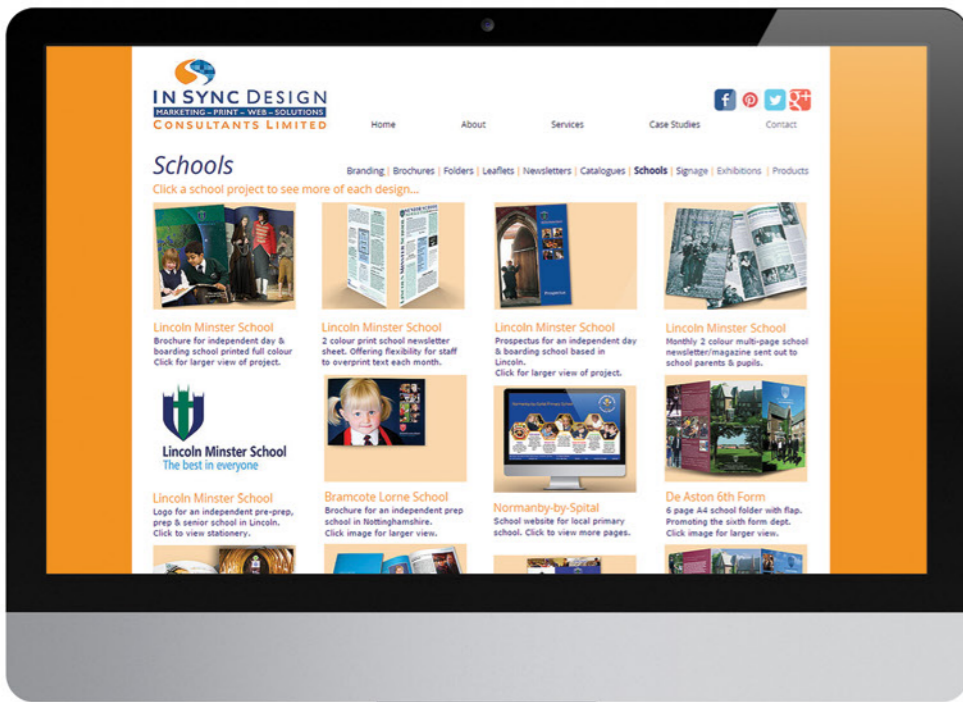 IN SYNC DESIGN
MARKETING – PRINT – WEB – SOLUTIONS
CONSULTANTS LIMITED
f
g+
Home About Services Case Studies Contact
Schools
Branding | Brochures | Folders | Leaflets | Newsletters | Catalogues | Schools | Signage | Exhibitions | Products
Click a school project to see more of each design...
LINCOLN MINSTER SCHOOL
Prospectus
Lincoln Minster School
Brochure for independent day &
boarding school printed full colour
Click for larger view of project.
Lincoln Minster School
2 colour print school newsletter
sheet. Offering flexibility for staff
to overprint text each month.
Lincoln Minster School
Prospectus for an independent day
& boarding school based in
Lincoln.
Click for larger view of project.
Lincoln Minster School
Monthly 2 colour multi-page school
newsletter/magazine sent out to
school parents & pupils.
Lincoln Minster School
The best in everyone
Lincoln Minster School
Logo for an independent pre-prep,
prep & senior school in Lincoln.
Click to view stationery.
Bramcote Lorne School
Brochure for an independent prep
school in Nottinghamshire.
Click image for larger view.
Normanby-by-Spital Primary School
Normanby-by-Spital
School website for local primary
school. Click to view more pages.
De Aston 6th Form
6 page A4 school folder with flap.
Promoting the sixth form dept.
Click image for larger view.